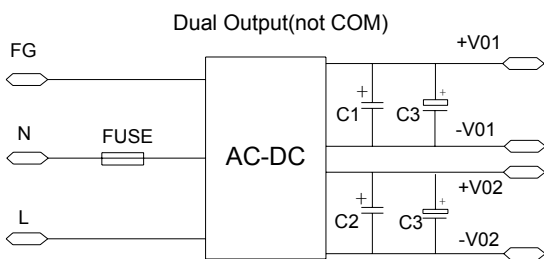 Dual Output(not COM)
FG
+V01
C1
C3
N
FUSE
AC-DC
-V01
+V02
L
C2
C3
-V02